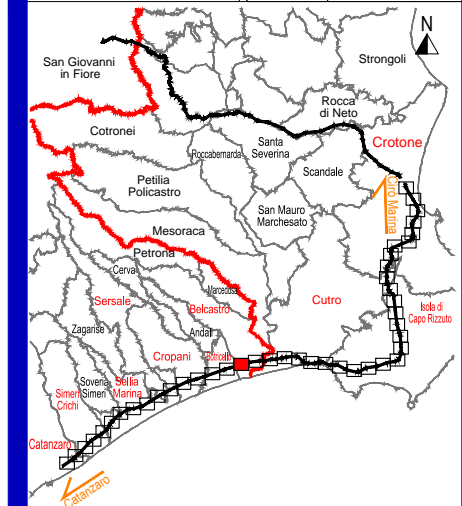 N
San Giovanni
in Fiore
Strongoli
Rocca
di Neto
Cotronei
Crotone
Santa
Severina
Roccabernarda
Scandale
Petilia
Policastro
Cirò Marina
San Mauro
Marchesato
Mesoraca
Petrona
Cerva
Marcedusa
Sersale
Belcastro
Cutro
Isola di
Capo Rizzuto
Zagarise
Andali
Cropani
Botricello
Soveria
Simeri
Sellia
Marina
Simeri
Crichi
Catanzaro
Catanzaro